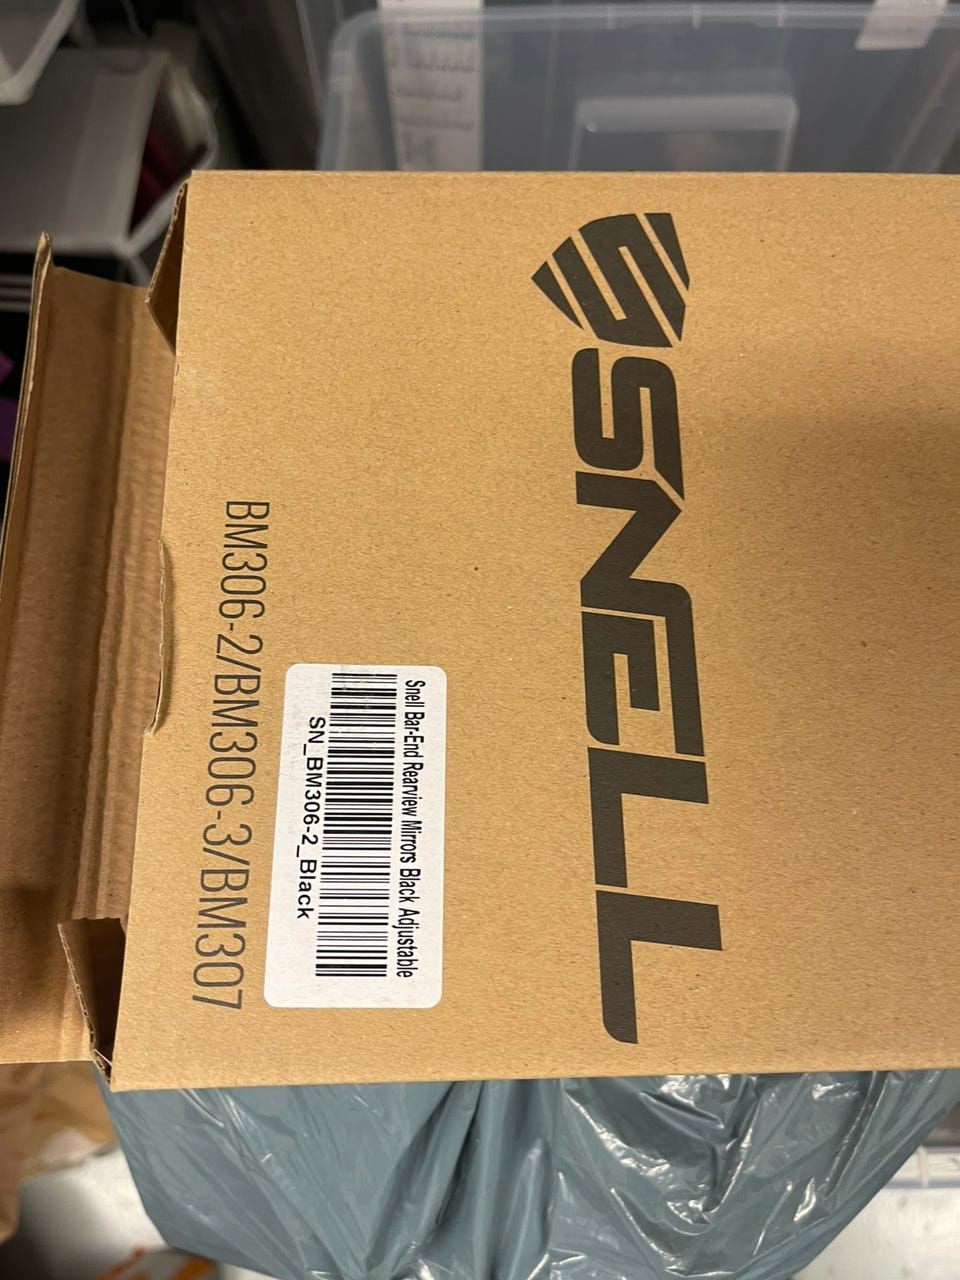 SNELL
Snell Bar-End Rearview Mirrors Black Adjustable
SN_BM306-2_Black
BM306-2/BM306-3/BM307